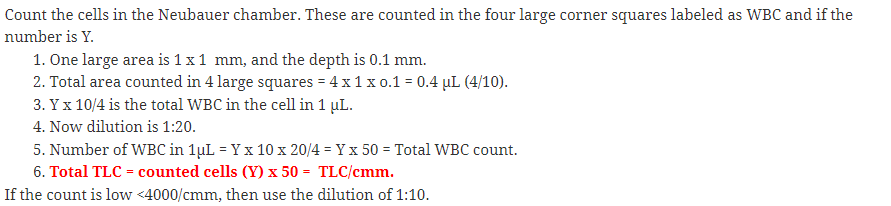 Count the cells in the Neubauer chamber. These are counted in the four large corner squares labeled as WBC and if the
number is Y.
1. One large area is 1 x 1 mm, and the depth is 0.1 mm.
2. Total area counted in 4 large squares = 4 x 1 x o.1 = 0.4 µL (4/10).
3. Y x 10/4 is the total WBC in the cell in 1 µL.
4. Now dilution is 1:20.
5. Number of WBC in 1µL = Y x 10 x 20/4 = Y x 50 = Total WBC count.
6. Total TLC = counted cells (Y) x 50 = TLC/cmm.
If the count is low <4000/cmm, then use the dilution of 1:10.